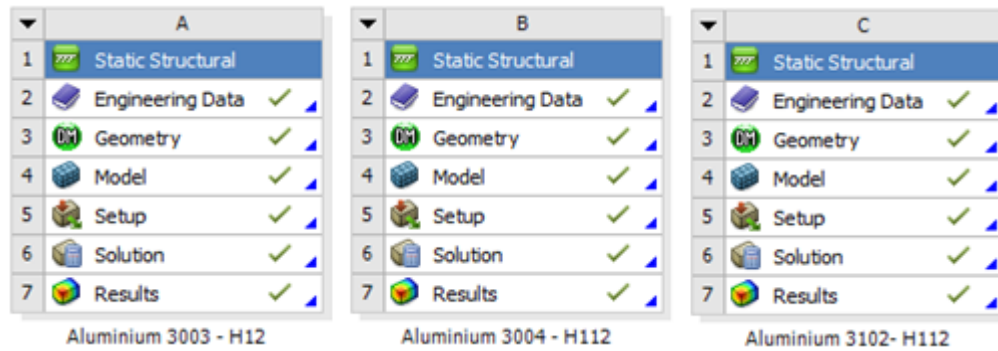 A
1 Static Structural
2 Engineering Data
3 Geometry
4 Model
5 Setup
6 Solution
7 Results
Aluminium 3003 - H12
B
1 Static Structural
2 Engineering Data
3 Geometry
4 Model
5 Setup
6 Solution
7 Results
Aluminium 3004 - H112
C
1 Static Structural
2 Engineering Data
3 Geometry
4 Model
5 Setup
6 Solution
7 Results
Aluminium 3102- H112